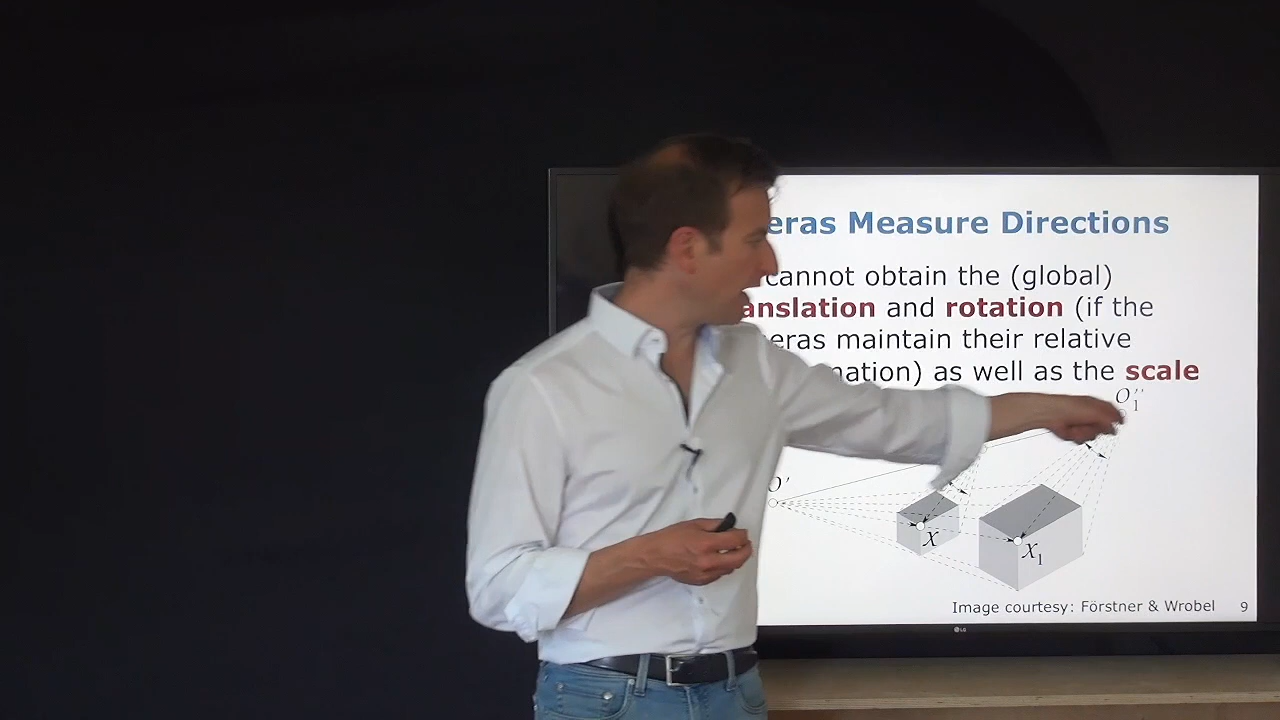 eras Measure Directions
cannot obtain the (global)
anslation and rotation (if the
eras maintain their relative
mation) as well as the scale
O''1
O'
X
X1
Image courtesy: Förstner & Wrobel 9
LG